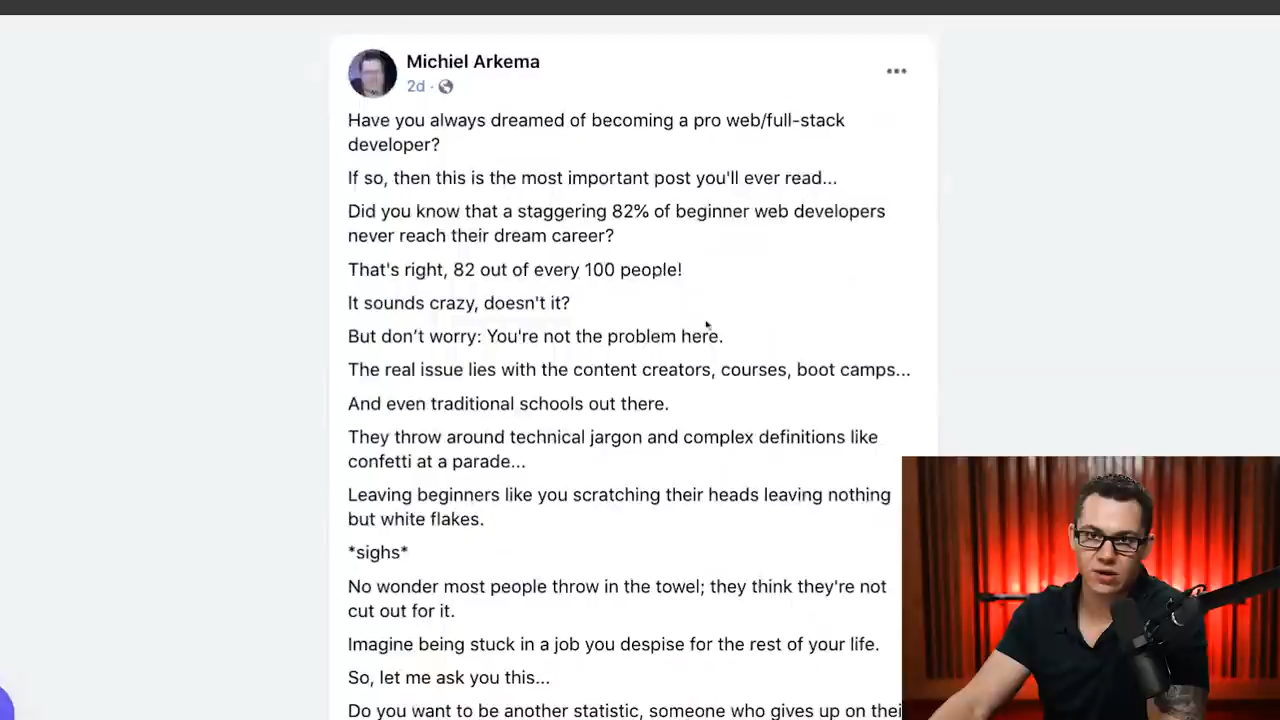 Michiel Arkema
2d ·
Have you always dreamed of becoming a pro web/full-stack
developer?
If so, then this is the most important post you'll ever read...
Did you know that a staggering 82% of beginner web developers
never reach their dream career?
That's right, 82 out of every 100 people!
It sounds crazy, doesn't it?
But don’t worry: You're not the problem here.
The real issue lies with the content creators, courses, boot camps...
And even traditional schools out there.
They throw around technical jargon and complex definitions like
confetti at a parade...
Leaving beginners like you scratching their heads leaving nothing
but white flakes.
*sighs*
No wonder most people throw in the towel; they think they're not
cut out for it.
Imagine being stuck in a job you despise for the rest of your life.
So, let me ask you this...
Do you want to be another statistic, someone who gives up on